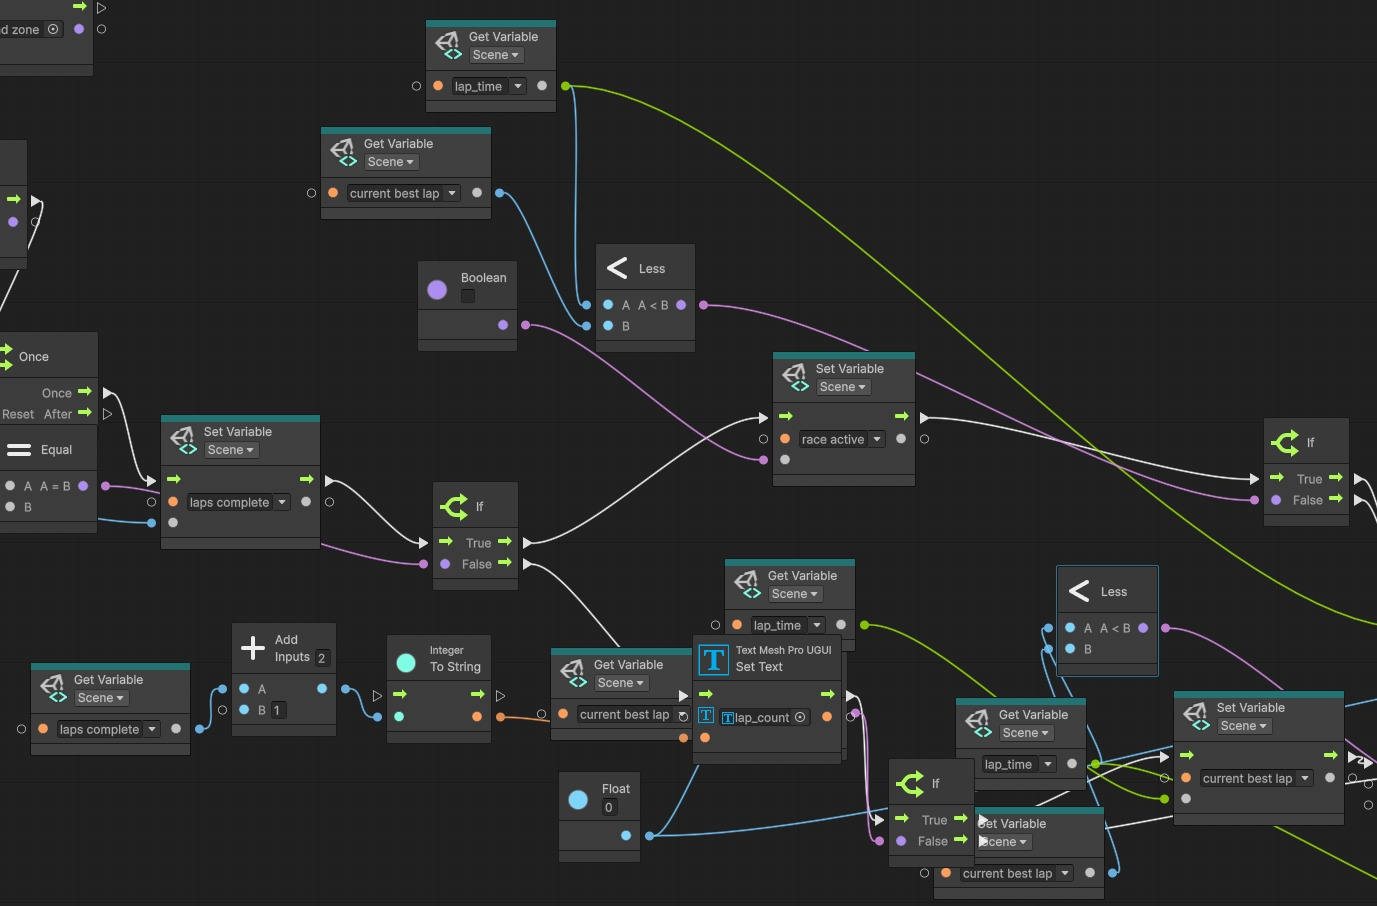 d zone
Get Variable
Scene
lap_time
Get Variable
Scene
current best lap
Boolean
Less
A A < B
B
Once
Once
Reset After
Equal
A A = B
B
Set Variable
Scene
laps complete
If
True
False
Set Variable
Scene
race active
If
True
False
Get Variable
Scene
laps complete
Add
Inputs 2
A
B 1
Integer
To String
Get Variable
Scene
current best lap
Get Variable
Scene
lap_time
Text Mesh Pro UGUI
Set Text
lap_count
Float
0
If
True
False
Get Variable
Scene
lap_time
Get Variable
Scene
current best lap
Less
A A < B
B
Set Variable
Scene
current best lap